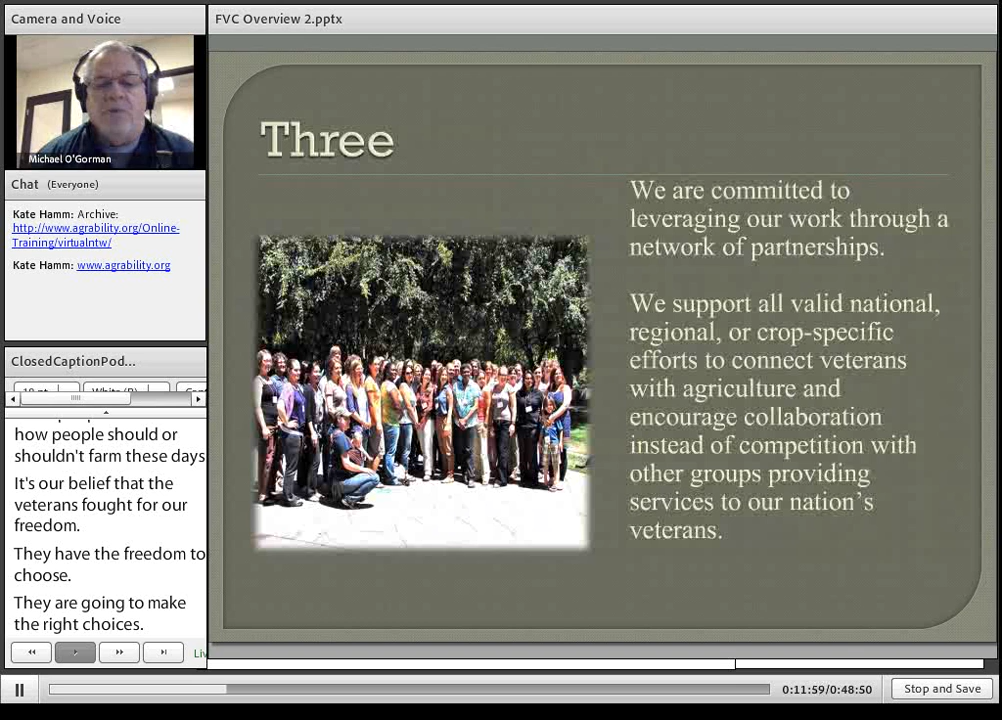 Camera and Voice
FVC Overview 2.pptx
Michael O'Gorman
Chat (Everyone)
Kate Hamm: Archive:
http://www.agrability.org/Online-
Training/virtualntw/
Kate Hamm: www.agrability.org
ClosedCaptionPod...
how people should or
shouldn't farm these days
It's our belief that the
veterans fought for our
freedom.
They have the freedom to
choose.
They are going to make
the right choices.
Three
We are committed to
leveraging our work through a
network of partnerships.
We support all valid national,
regional, or crop-specific
efforts to connect veterans
with agriculture and
encourage collaboration
instead of competition with
other groups providing
services to our nation's
veterans.
0:11:59/0:48:50
Stop and Save